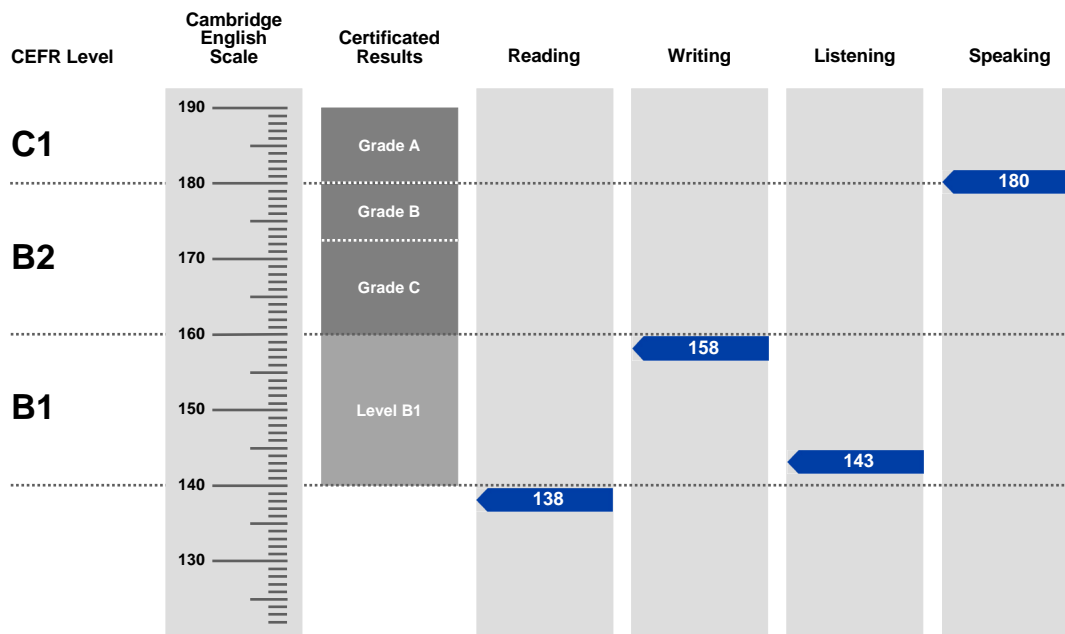 CEFR Level
Cambridge
English
Scale
Certificated
Results
Reading
Writing
Listening
Speaking
190
C1
Grade A
180
180
Grade B
B2
170
Grade C
160
158
B1
150
Level B1
143
140
138
130